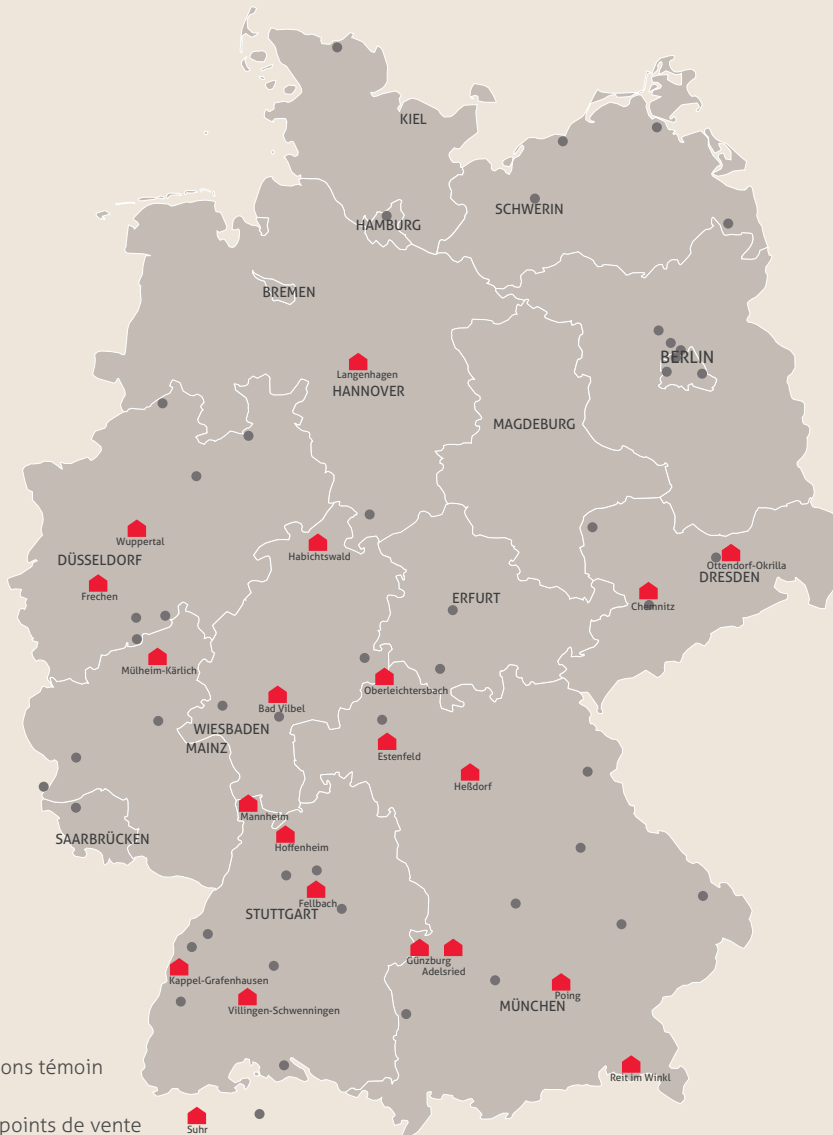 KIEL
SCHWERIN
HAMBURG
BREMEN
BERLIN
Langenhagen
HANNOVER
MAGDEBURG
Wuppertal
Habichtswald
DÜSSELDORF
Ottendorf-Okrilla
DRESDEN
Frechen
ERFURT
Chemnitz
Mülheim-Kärlich
Oberleichtersbach
Bad Vilbel
WIESBADEN
MAINZ
Estenfeld
Heßdorf
Mannheim
SAARBRÜCKEN
Hoffenheim
Fellbach
STUTTGART
Günzburg
Adelsried
Kappel-Grafenhausen
Poing
MÜNCHEN
Villingen-Schwenningen
ons témoin
Reit im Winkl
points de vente
Suhr